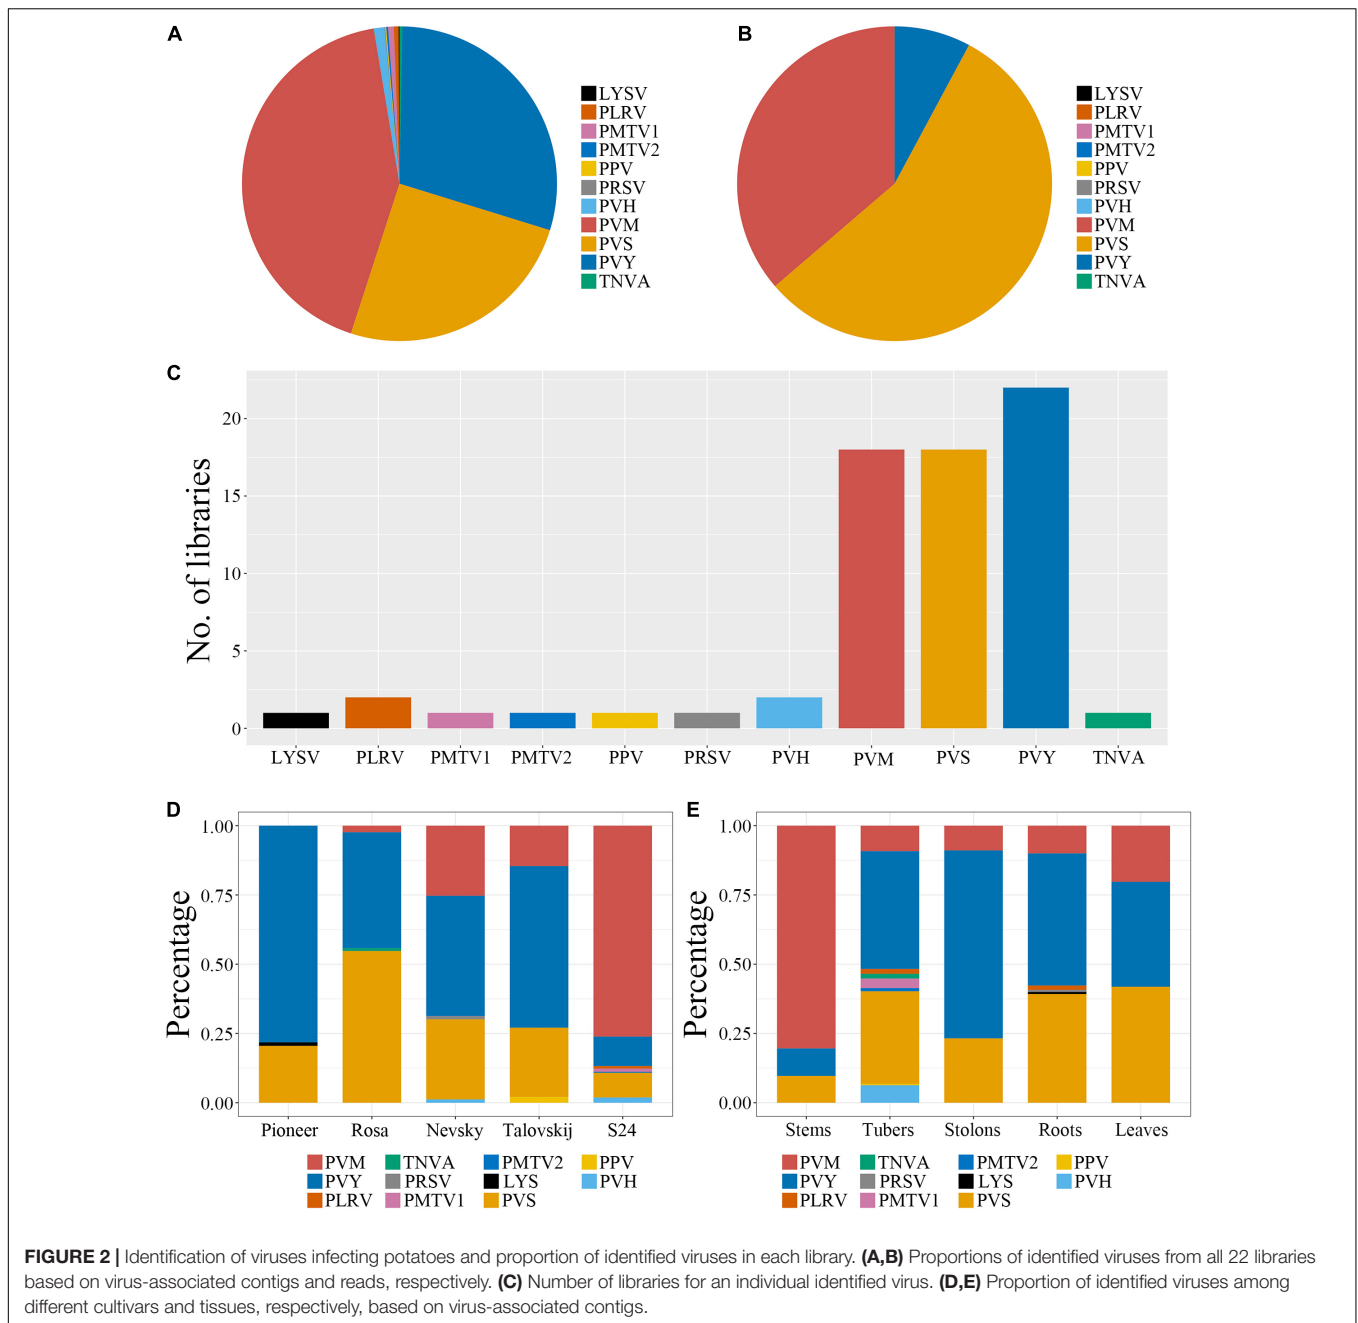 A
LYSV
PLRV
PMTV1
PMTV2
PPV
PRSV
PVH
PVM
PVS
PVY
TNVA
B
LYSV
PLRV
PMTV1
PMTV2
PPV
PRSV
PVH
PVM
PVS
PVY
TNVA
C
No. of libraries
20
15
10
5
0
LYSV PLRV PMTV1 PMTV2 PPV PRSV PVH PVM PVS PVY TNVA
D
Percentage
1.00
0.75
0.50
0.25
0.00
Pioneer Rosa Nevsky Talovskij S24
PVM TNVA PMTV2 PPV
PVY PRSV LYS PVH
PLRV PMTV1 PVS
E
Percentage
1.00
0.75
0.50
0.25
0.00
Stems Tubers Stolons Roots Leaves
PVM TNVA PMTV2 PPV
PVY PRSV LYS PVH
PLRV PMTV1 PVS
FIGURE 2 | Identification of viruses infecting potatoes and proportion of identified viruses in each library. (A,B) Proportions of identified viruses from all 22 libraries
based on virus-associated contigs and reads, respectively. (C) Number of libraries for an individual identified virus. (D,E) Proportion of identified viruses among
different cultivars and tissues, respectively, based on virus-associated contigs.